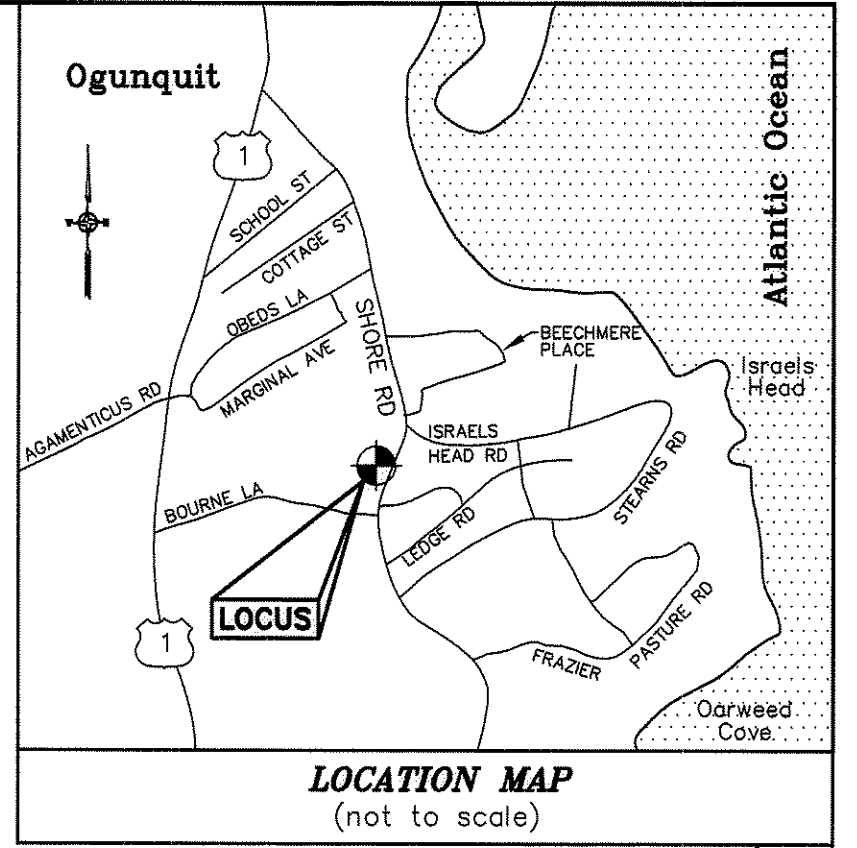 Ogunquit
Atlantic Ocean
1
SCHOOL ST
COTTAGE ST
OBEDS LA
SHORE RD
MARGINAL AVE
BEECHMERE
PLACE
Israels
Head
AGAMENTICUS RD
ISRAELS
HEAD RD
STEARNS RD
BOURNE LA
LEDGE RD
LOCUS
1
FRAZIER
PASTURE RD
Oarweed
Cove
LOCATION MAP
(not to scale)